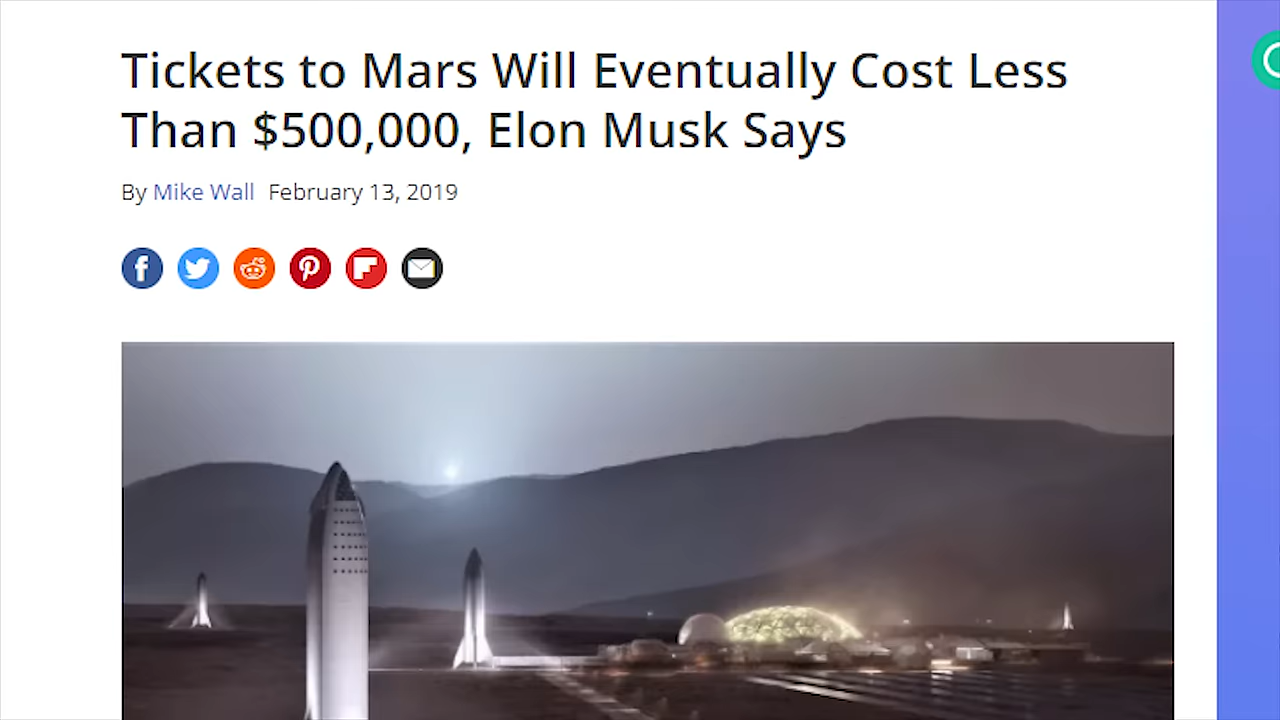 Tickets to Mars Will Eventually Cost Less
Than $500,000, Elon Musk Says
By Mike Wall February 13, 2019